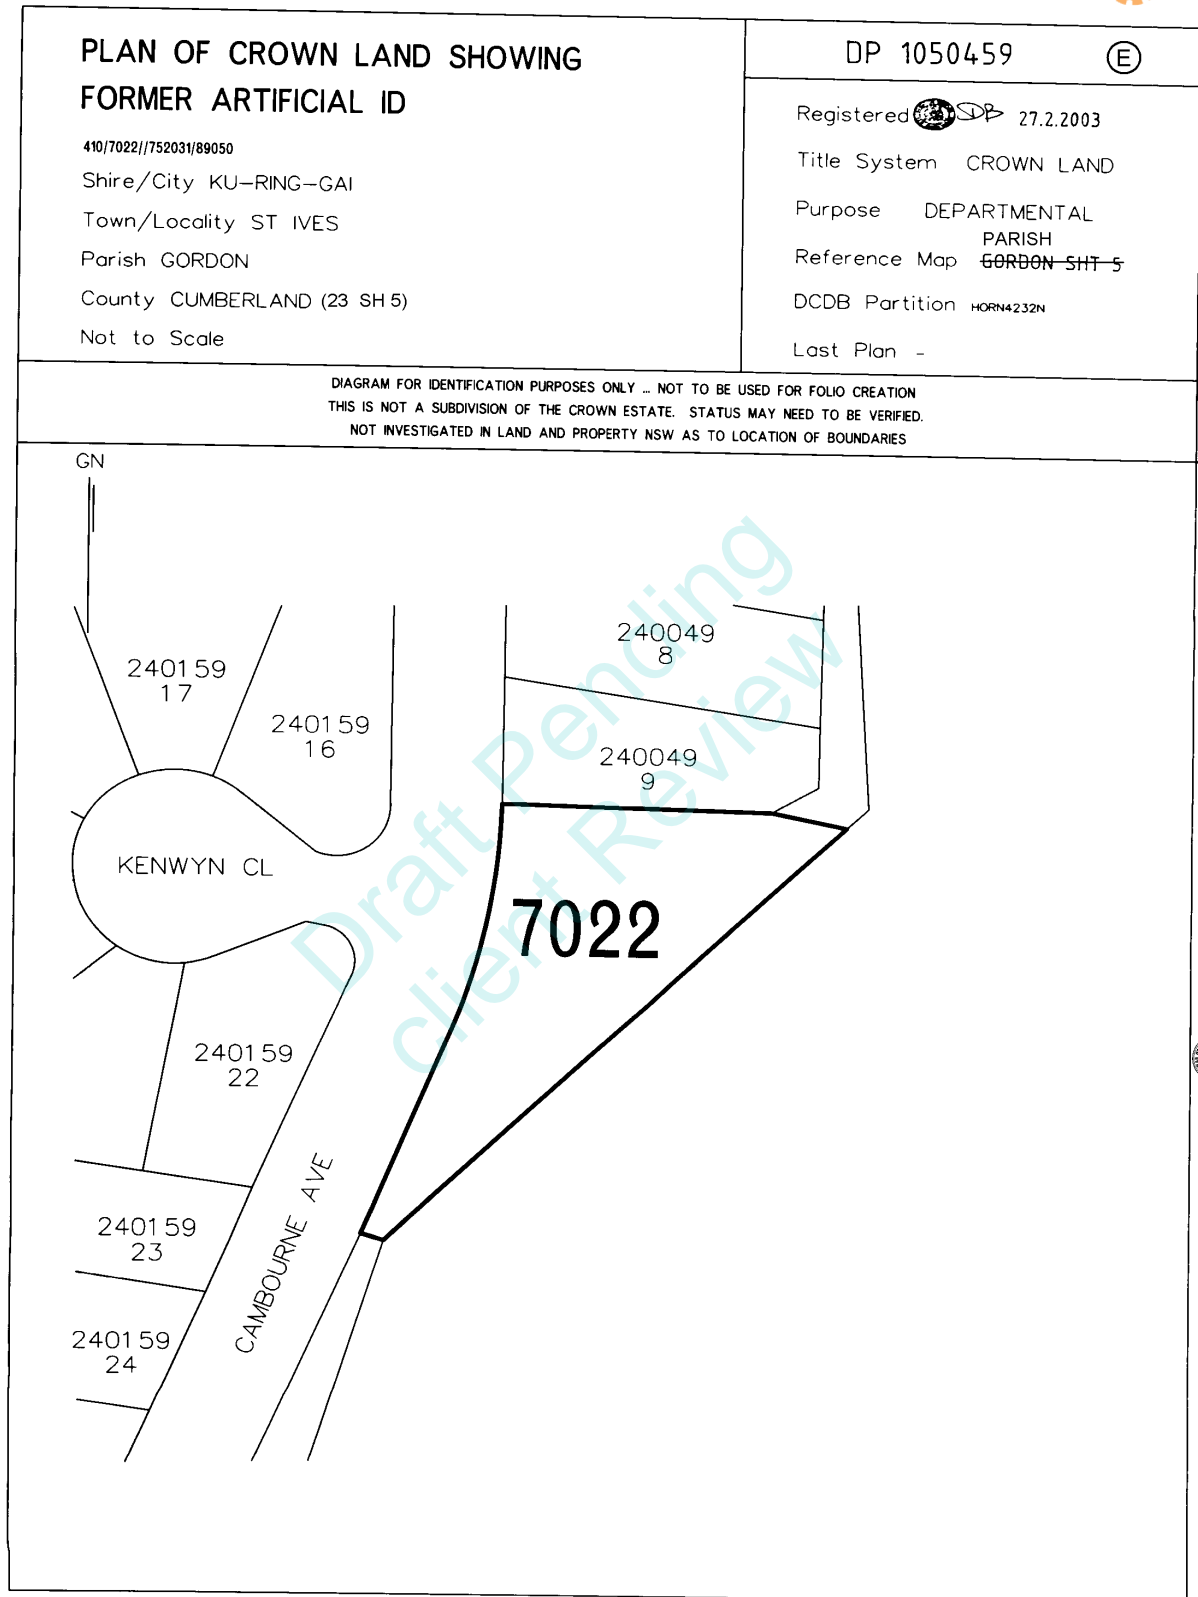 PLAN OF CROWN LAND SHOWING
FORMER ARTIFICIAL ID
410/7022//752031/89050
Shire/City KU-RING-GAI
Town/Locality ST IVES
Parish GORDON
County CUMBERLAND (23 SH 5)
Not to Scale
DP 1050459 E
Registered SDB 27.2.2003
Title System CROWN LAND
Purpose DEPARTMENTAL
PARISH
Reference Map GORDON SHT 5
DCDB Partition HORN4232N
Last Plan -
DIAGRAM FOR IDENTIFICATION PURPOSES ONLY ... NOT TO BE USED FOR FOLIO CREATION
THIS IS NOT A SUBDIVISION OF THE CROWN ESTATE. STATUS MAY NEED TO BE VERIFIED.
NOT INVESTIGATED IN LAND AND PROPERTY NSW AS TO LOCATION OF BOUNDARIES
GN
240159
17
240159
16
240049
8
240049
9
KENWYN CL
7022
Draft Pending
client Review
240159
22
240159
23
240159
24
CAMBOURNE AVE